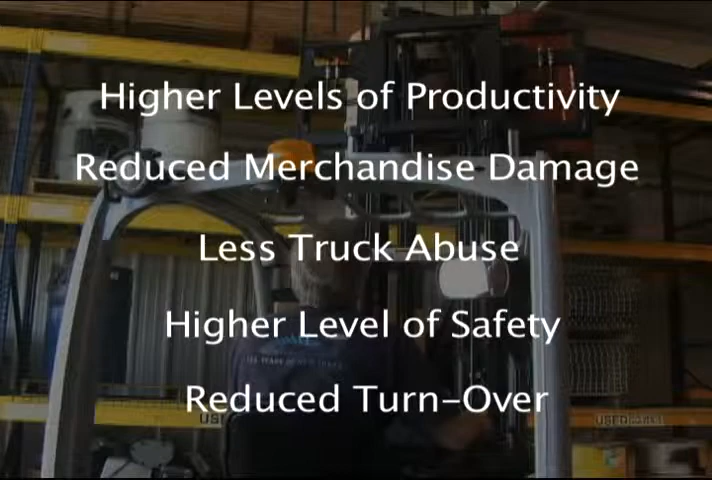 Higher Levels of Productivity
Reduced Merchandise Damage
Less Truck Abuse
Higher Level of Safety
Reduced Turn-Over